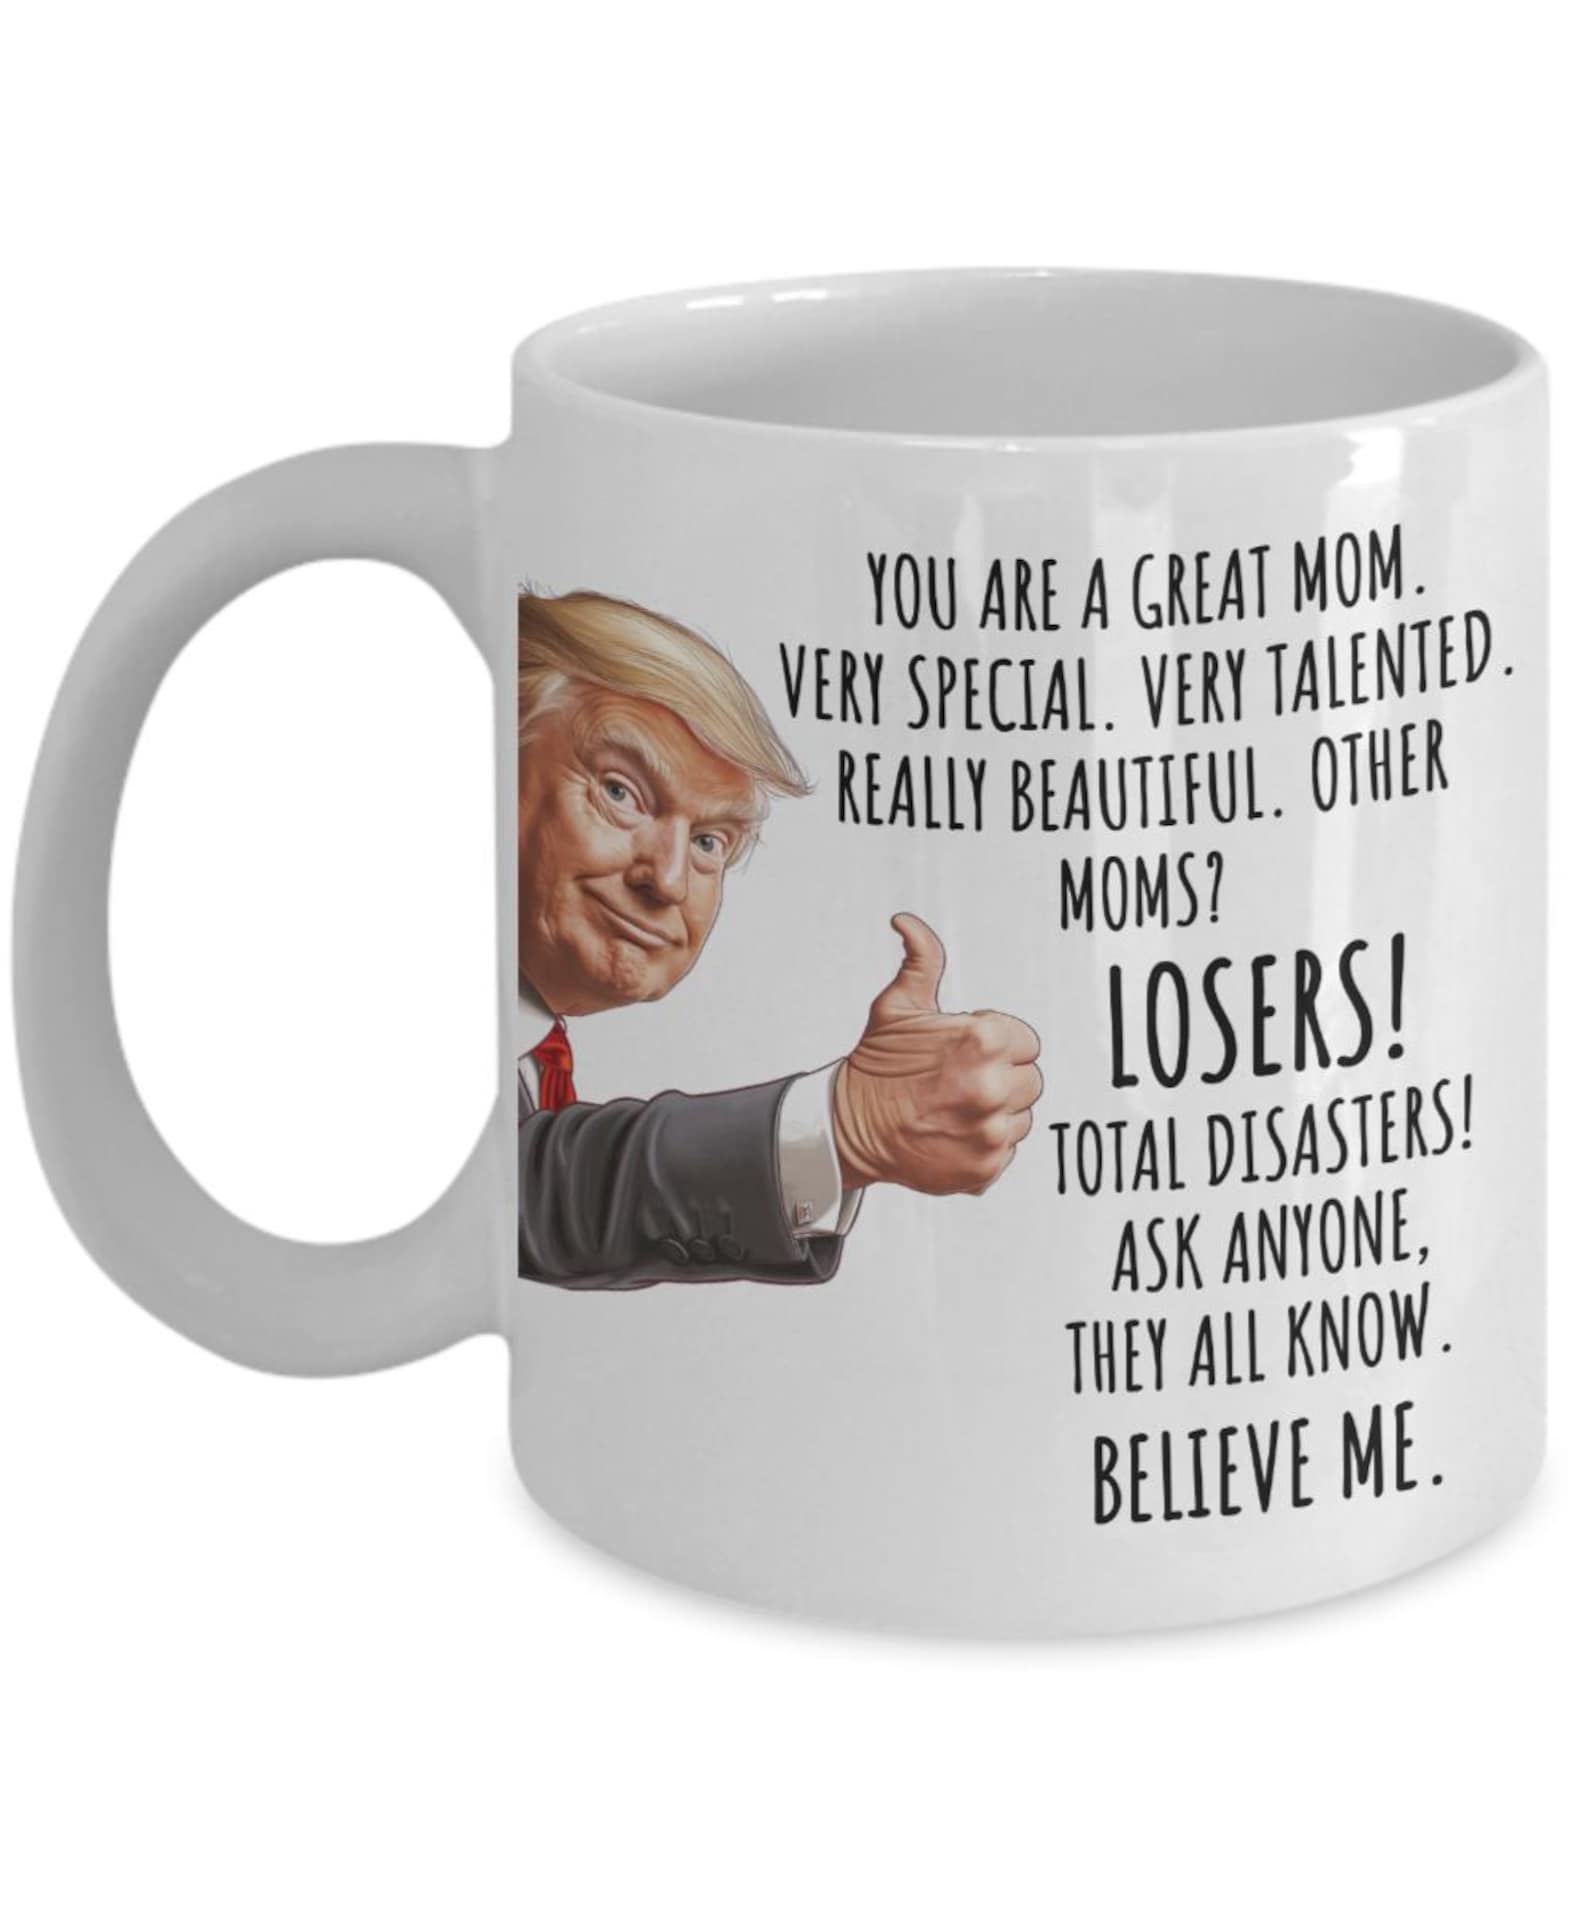 YOU ARE A GREAT MOM.
VERY SPECIAL. VERY TALENTED.
REALLY BEAUTIFUL. OTHER
MOMS?
LOSERS!
TOTAL DISASTERS!
ASK ANYONE,
THEY ALL KNOW.
BELIEVE ME.